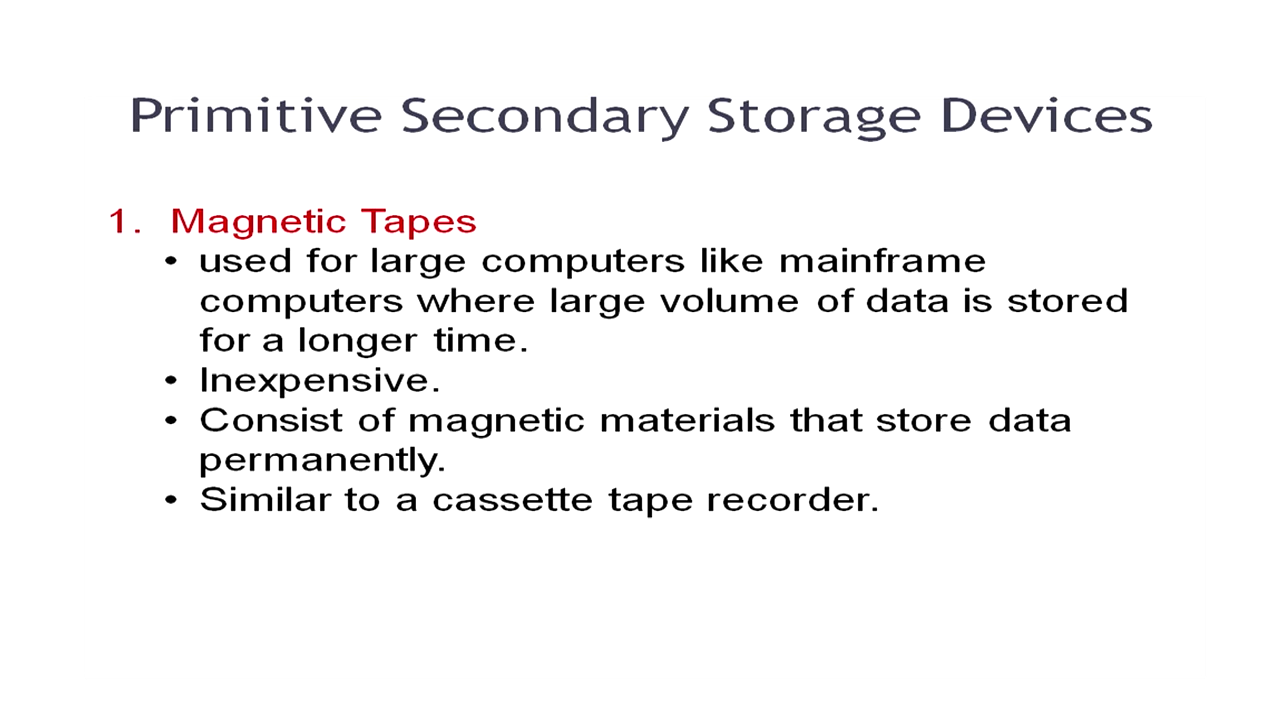 Primitive Secondary Storage Devices
1. Magnetic Tapes
• used for large computers like mainframe
computers where large volume of data is stored
for a longer time.
• Inexpensive.
• Consist of magnetic materials that store data
permanently.
• Similar to a cassette tape recorder.